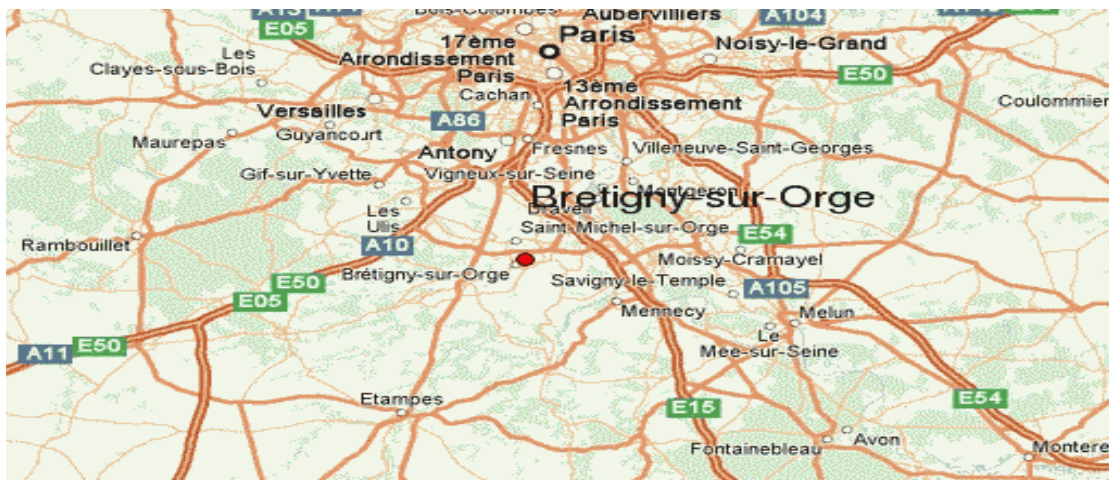 Bois-Colombes
Aubervilliers
A104
E05
17ème
Arrondissement
Paris
Paris
Noisy-le-Grand
Les
Clayes-sous-Bois
E50
Cachan
13ème
Arrondissement
Paris
Coulommier
Versailles
A86
Maurepas
Guyancourt
Antony
Fresnes
Villeneuve-Saint-Georges
Gif-sur-Yvette
Vigneux-sur-Seine
Montgeron
Bretigny-sur-Orge
Les
Ulis
Draveil
Saint-Michel-sur-Orge
E54
Rambouillet
A10
Brétigny-sur-Orge
Moissy-Cramayel
Savigny-le-Temple
A105
E50
E05
Mennecy
Melun
Le
Mee-sur-Seine
A11
E50
Etampes
E15
E54
Fontainebleau
Avon
Montere